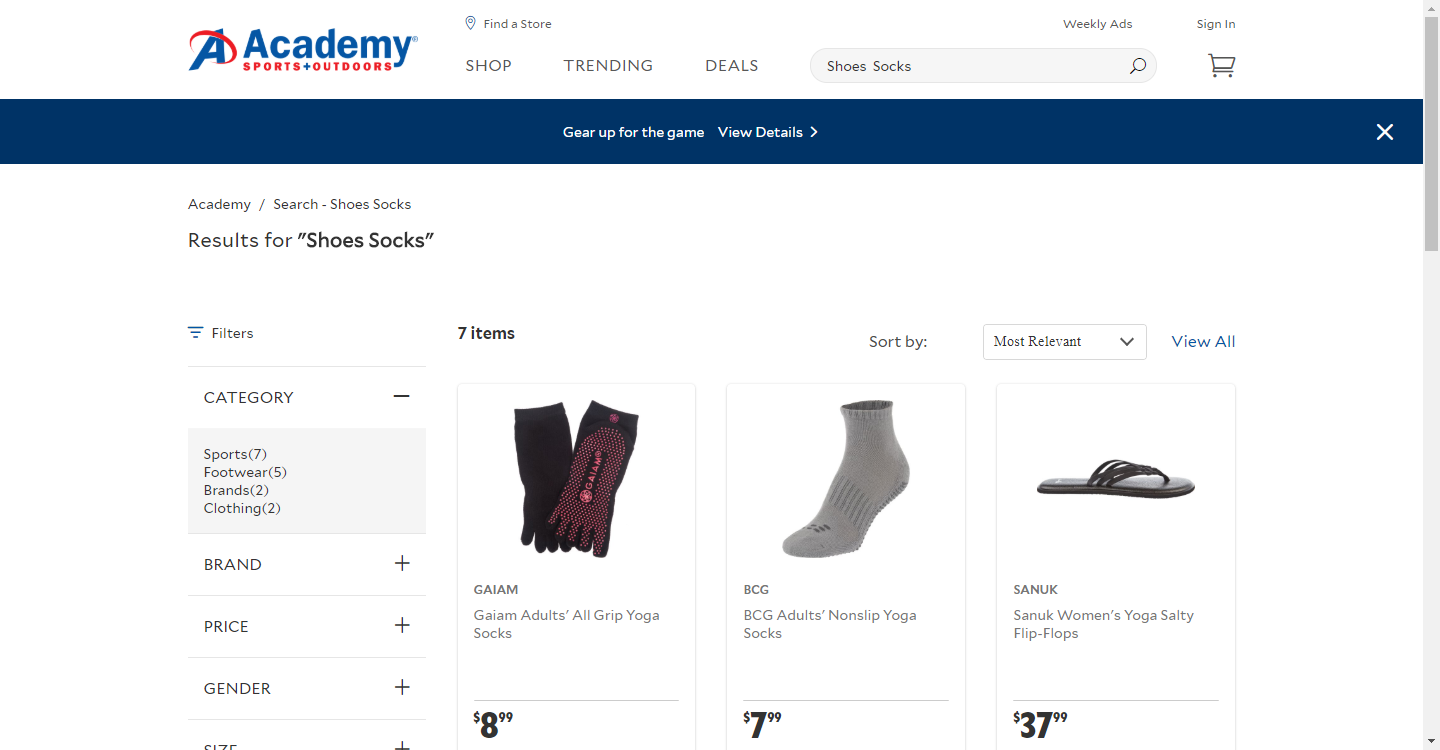 Find a Store
Weekly Ads
Sign In
Academy
SPORTS+OUTDOORS
SHOP
TRENDING
DEALS
Shoes Socks
Gear up for the game View Details
Academy / Search - Shoes Socks
Results for "Shoes Socks"
Filters
7 items
Sort by:
Most Relevant
View All
CATEGORY
Sports(7)
Footwear(5)
Brands(2)
Clothing(2)
BRAND
PRICE
GENDER
SIZE
GAIAM
GAIAM
Gaiam Adults' All Grip Yoga
Socks
$8.99
BCG
BCG Adults' Nonslip Yoga
Socks
$7.99
SANUK
Sanuk Women's Yoga Salty
Flip-Flops
$37.99